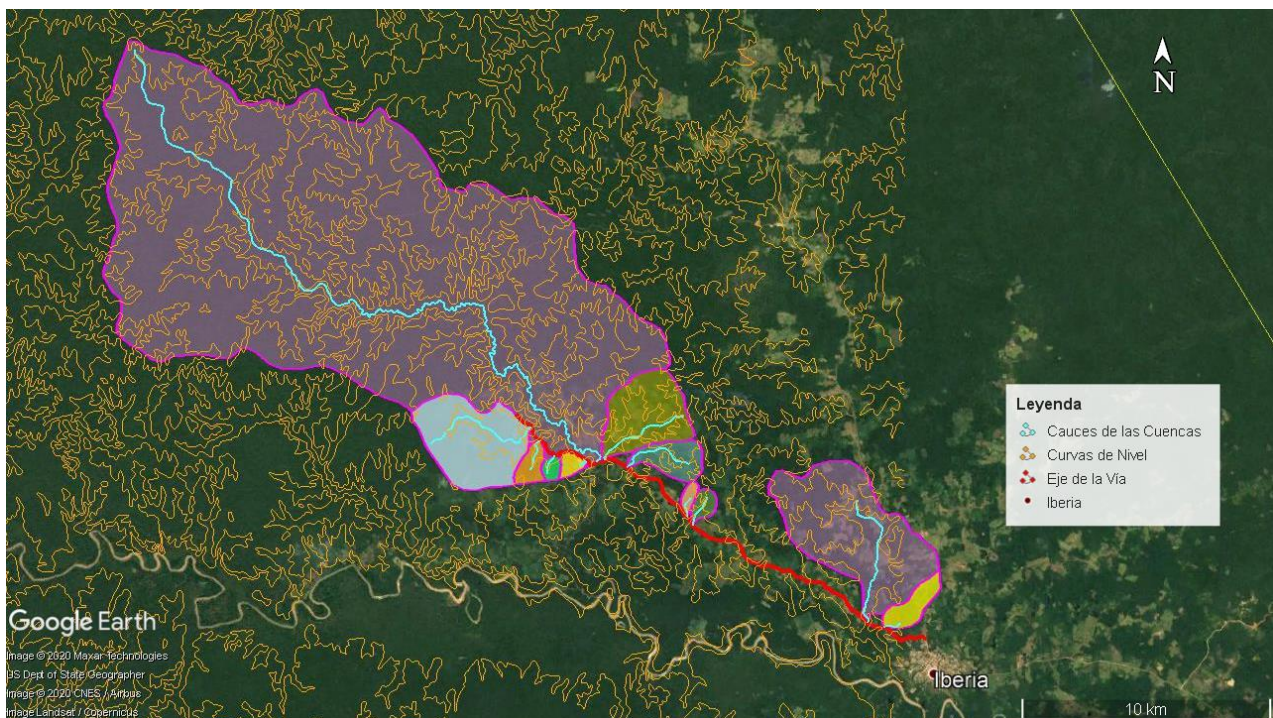 N
Leyenda
Cauces de las Cuencas
Curvas de Nivel
Eje de la Vía
Iberia
Google Earth
Image © 2020 Maxar Technologies
US Dept of State Geographer
Image © 2020 CNES / Airbus
Image Landsat / Copernicus
Iberia
10 km